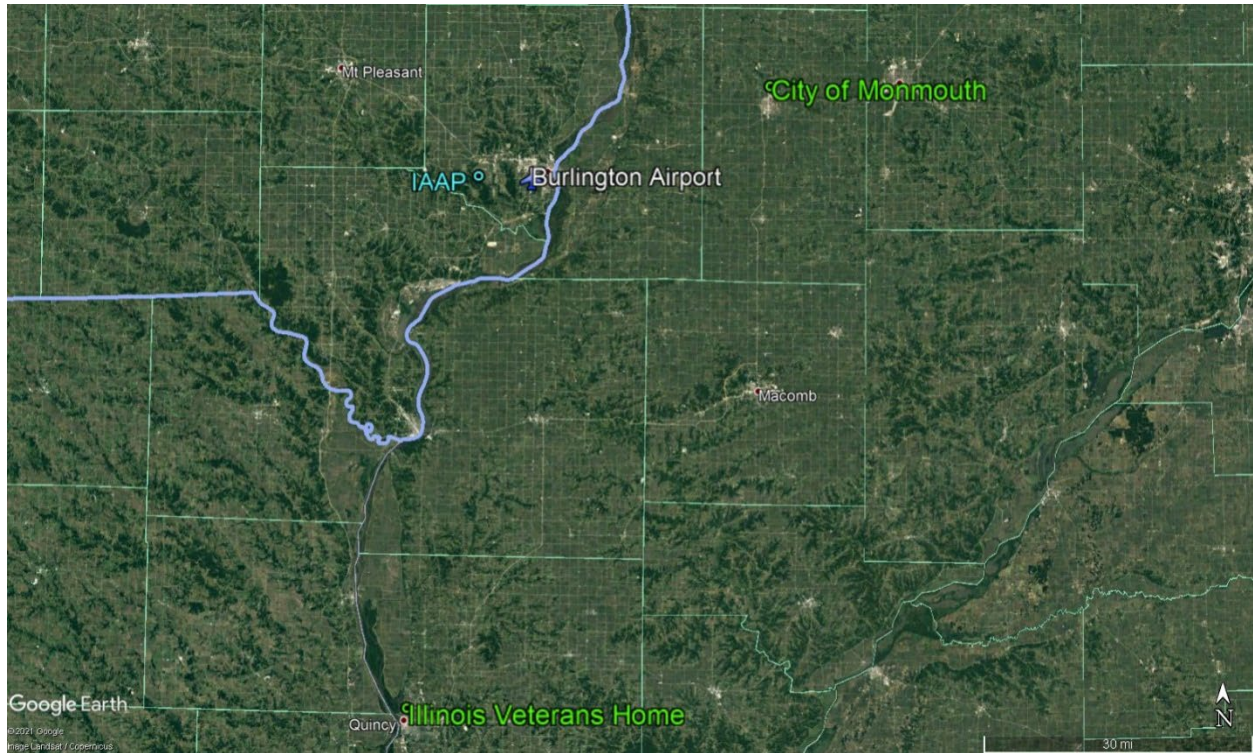 Mt Pleasant
City of Monmouth
IAAP
Burlington Airport
Macomb
Quincy
Illinois Veterans Home
Google Earth
©2021 Google
Image Landsat / Copernicus
N
30 mi